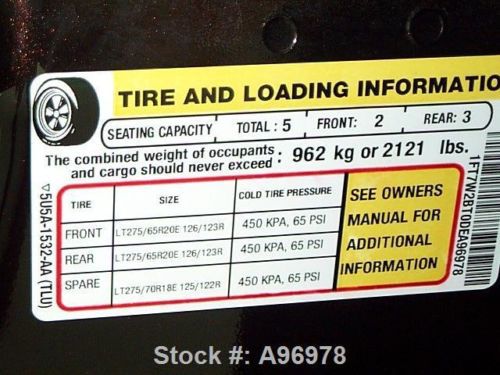 TIRE AND LOADING INFORMATIO
SEATING CAPACITY TOTAL : 5 FRONT: 2 REAR: 3
The combined weight of occupants and cargo should never exceed : 962 kg or 2121 lbs.
TIRE SIZE COLD TIRE PRESSURE
FRONT LT275/65R20E 126/123R 450 KPA, 65 PSI
REAR LT275/65R20E 126/123R 450 KPA, 65 PSI
SPARE LT275/70R18E 125/122R 450 KPA, 65 PSI
SEE OWNERS
MANUAL FOR
ADDITIONAL
INFORMATION
5U5A-1532-AA (TLU)
1FT7W2BT0DEA96978
Stock #: A96978